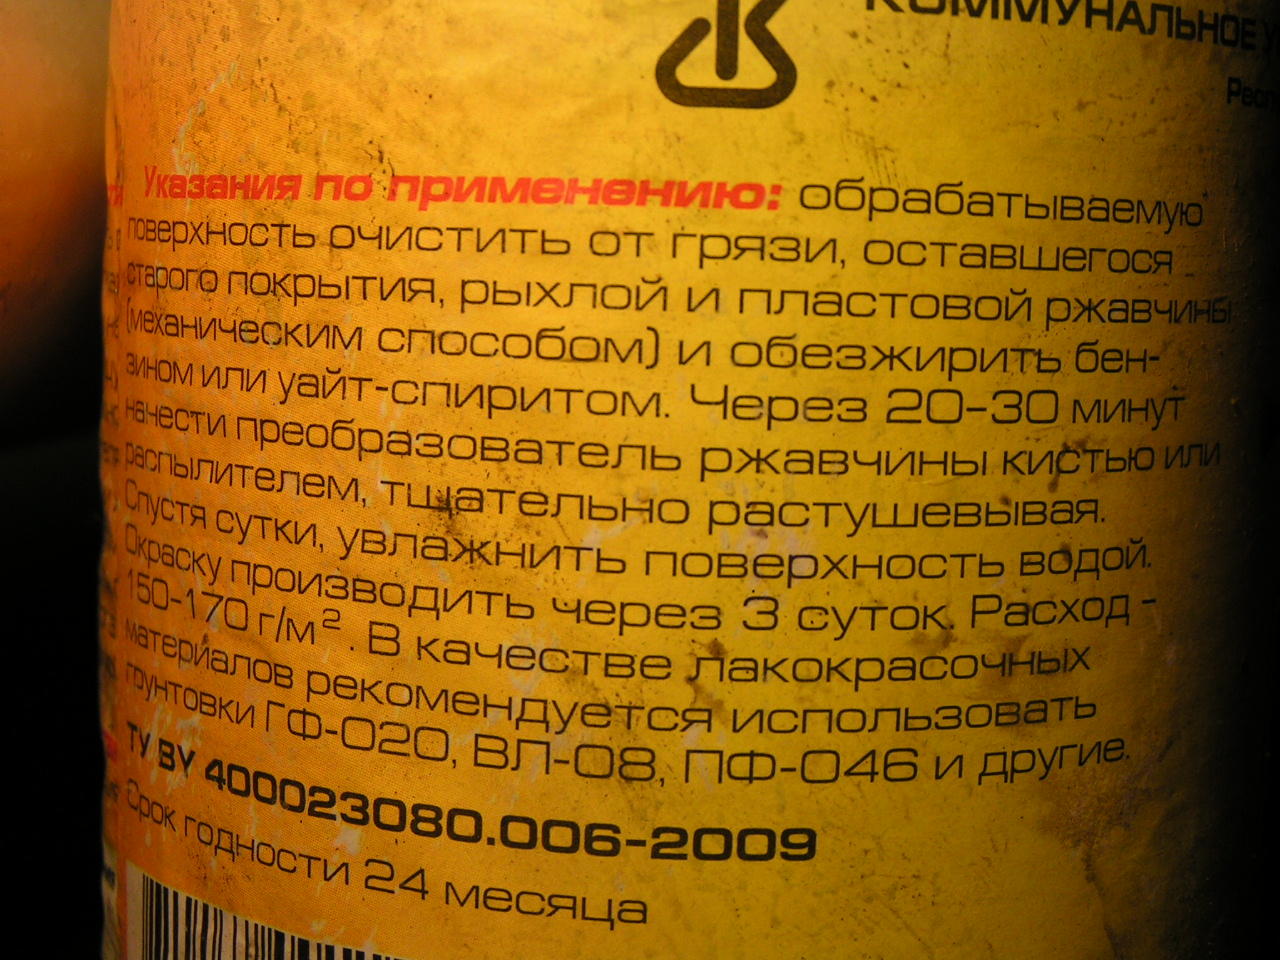 КОММУНАЛЬНОЕ
Указания по применению: обрабатываемую
поверхность очистить от грязи, оставшегося
старого покрытия, рыхлой и пластовой ржавчины
(механическим способом) и обезжирить бен-
зином или уайт-спиритом. Через 20-30 минут
нанести преобразователь ржавчины кистью или
распылителем, тщательно растушевывая.
Спустя сутки, увлажнить поверхность водой.
Окраску производить через 3 суток. Расход -
150-170 г/м². В качестве лакокрасочных
материалов рекомендуется использовать
грунтовки ГФ-020, ВЛ-08, ПФ-046 и другие.
ТУ BY 400023080.006-2009
Срок годности 24 месяца